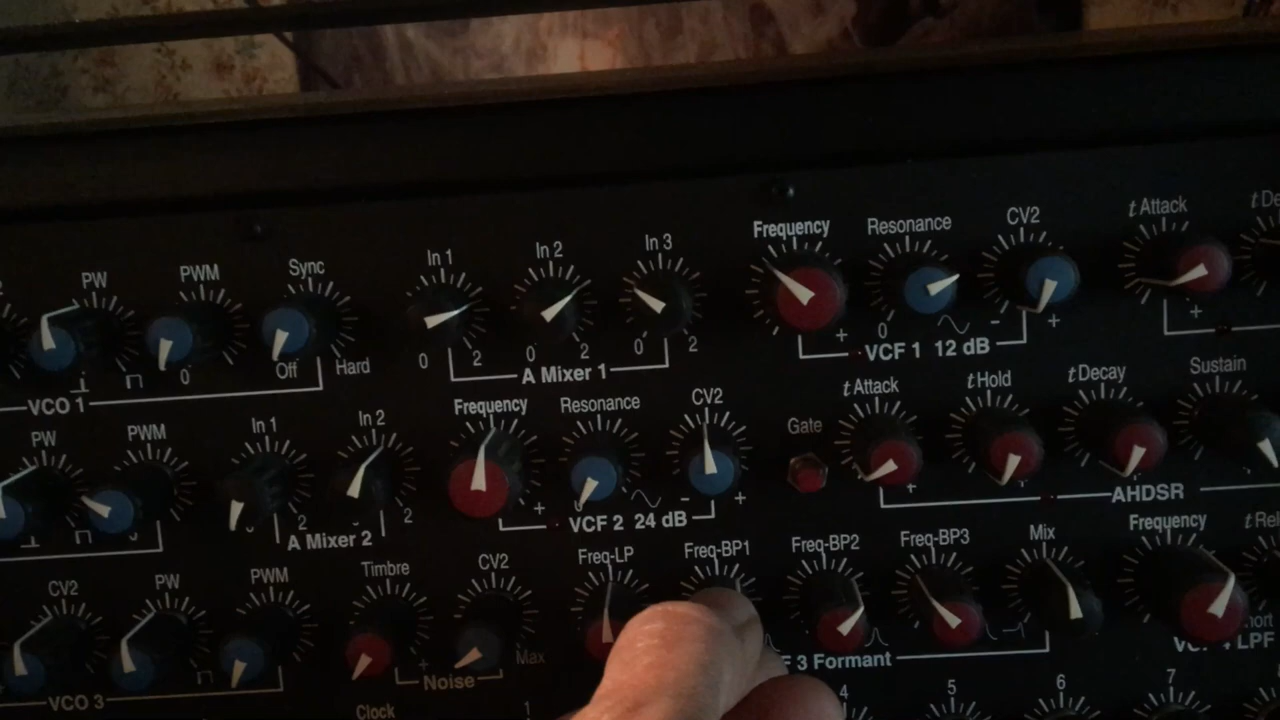 Frequency Resonance CV2 tAttack
PW PWM Sync In 1 In 2 In 3
0 Off Hard 0 2 0 2 0 2 + 0 - + +
VCO 1 A Mixer 1 VCF 1 12 dB
PW PWM In 1 In 2 Frequency Resonance CV2 Gate tAttack tHold tDecay Sustain
2 2 + - + + +
A Mixer 2 VCF 2 24 dB AHDSR
CV2 PW PWM Timbre CV2 Freq-LP Freq-BP1 Freq-BP2 Freq-BP3 Mix Frequency
+ Max
VCO 3 Noise 3 Formant LPF
Clock 1 4 5 6 7